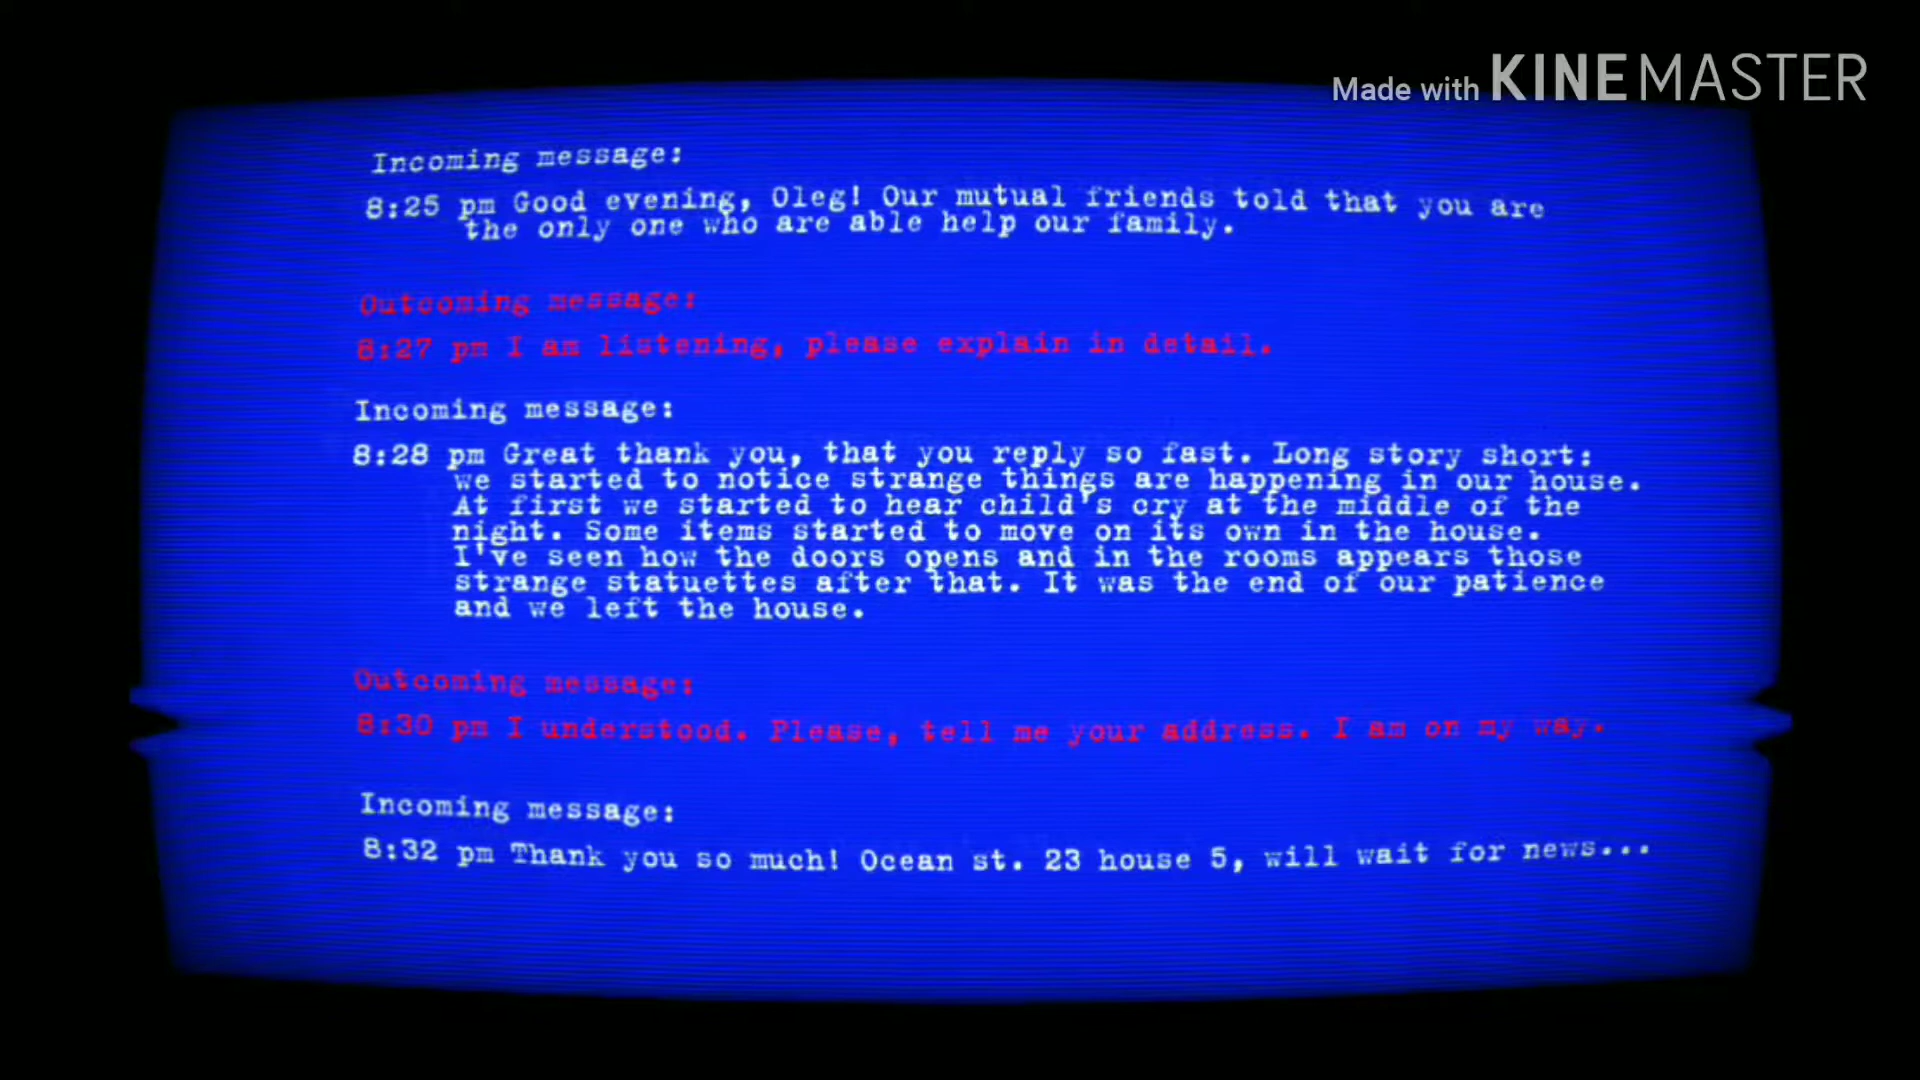 Made with KINEMASTER
Incoming message:
8:25 pm Good evening, Oleg! Our mutual friends told that you are
the only one who are able help our family.
Outcoming message:
8:27 pm I am listening, please explain in detail.
Incoming message:
8:28 pm Great thank you, that you reply so fast. Long story short:
we started to notice strange things are happening in our house.
At first we started to hear child's cry at the middle of the
night. Some items started to move on its own in the house.
I've seen how the doors opens and in the rooms appears those
strange statuettes after that. It was the end of our patience
and we left the house.
Outcoming message:
8:30 pm I understood. Please, tell me your address. I am on my way.
Incoming message:
8:32 pm Thank you so much! Ocean st. 23 house 5, will wait for news...